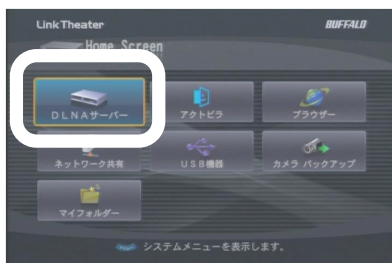 LinkTheater
BUFFALO
Home Screen
DLNAサーバー
アクトビラ
ブラウザー
ネットワーク共有
USB機器
カメラ バックアップ
マイフォルダー
システムメニューを表示します。